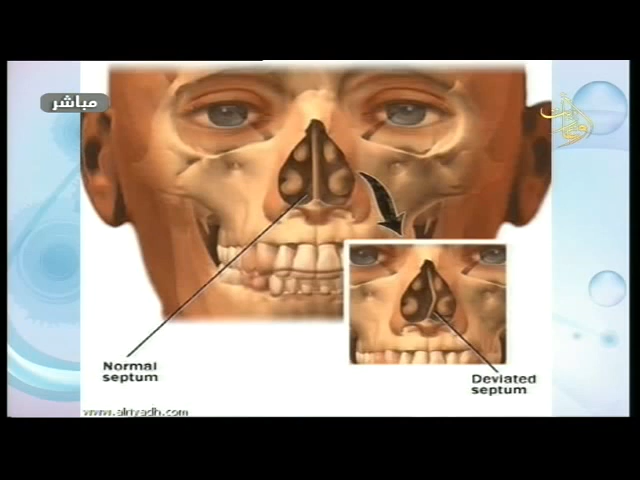 مباشر
Normal
septum
Deviated
septum
www.alriyadh.com